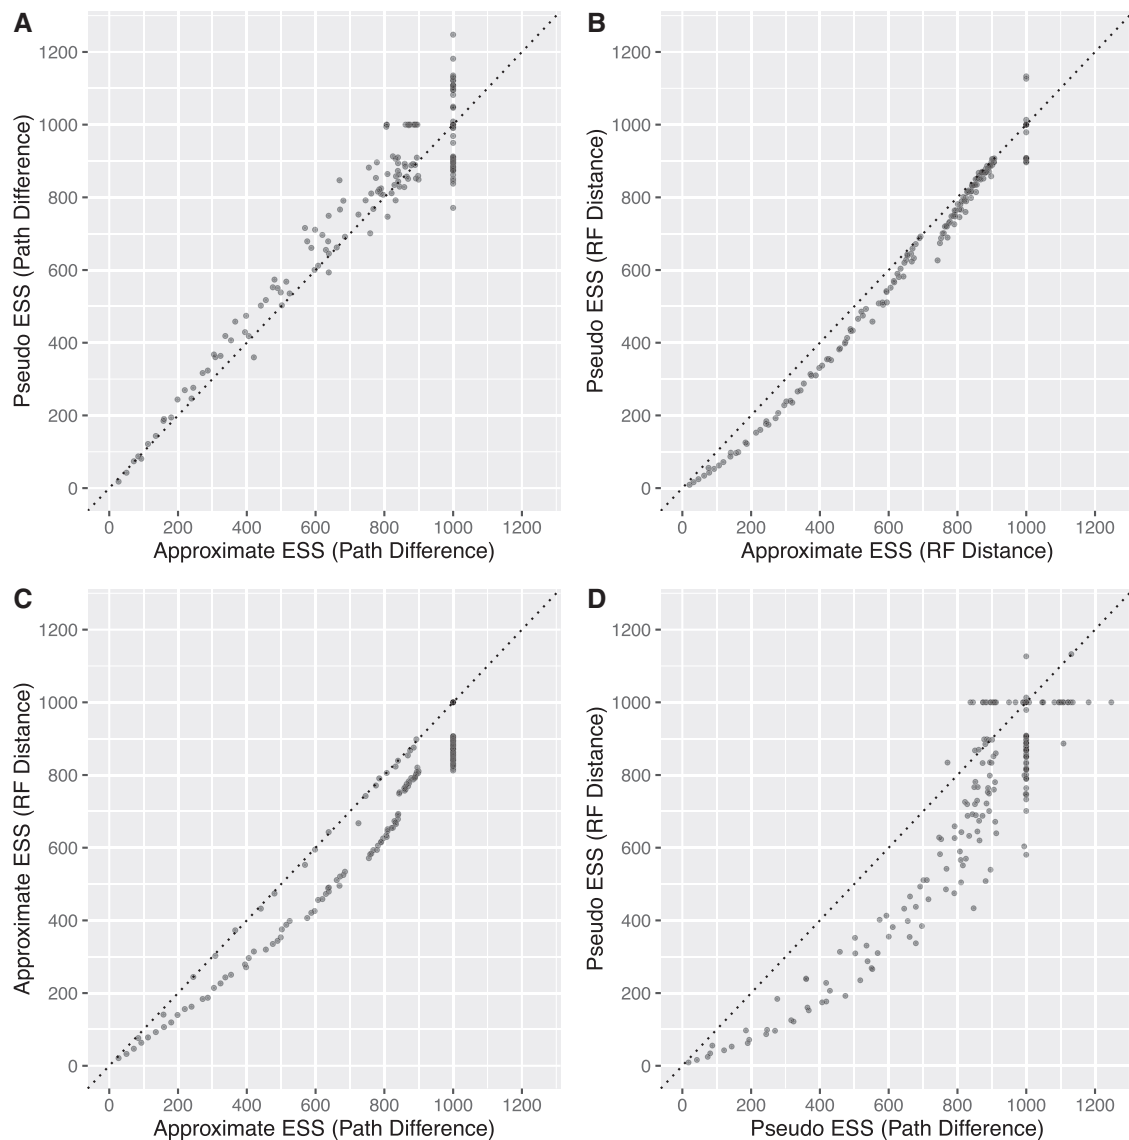 A
B
1200
1000
800
600
400
200
0
Pseudo ESS (Path Difference)
0 200 400 600 800 1000 1200
Approximate ESS (Path Difference)
1200
1000
800
600
400
200
0
Pseudo ESS (RF Distance)
0 200 400 600 800 1000 1200
Approximate ESS (RF Distance)
C
D
1200
1000
800
600
400
200
0
Approximate ESS (RF Distance)
0 200 400 600 800 1000 1200
Approximate ESS (Path Difference)
1200
1000
800
600
400
200
0
Pseudo ESS (RF Distance)
0 200 400 600 800 1000 1200
Pseudo ESS (Path Difference)